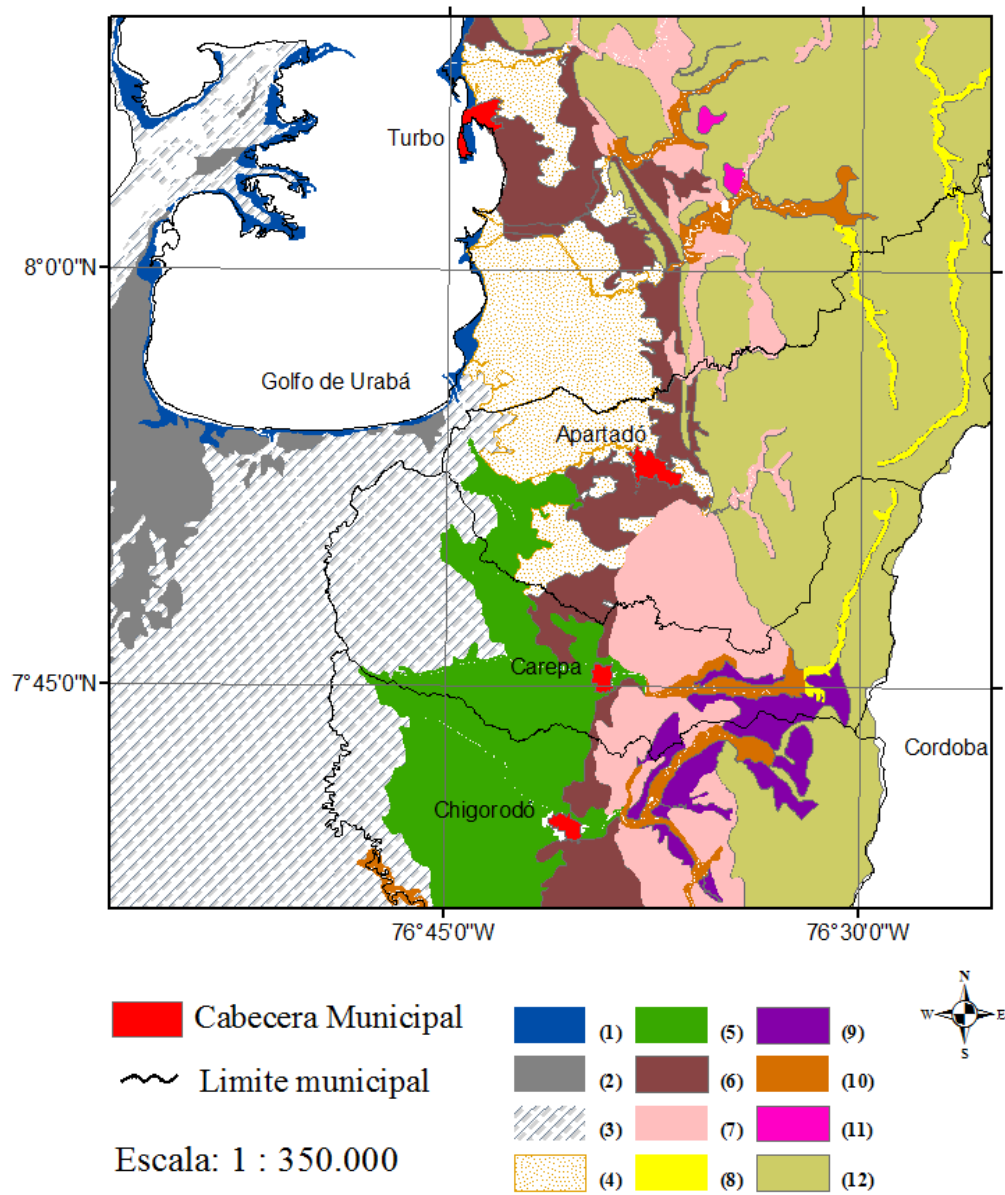 Turbo
8°0'0"N
Golfo de Urabá
Apartadó
Carepa
7°45'0"N
Cordoba
Chigorodó
76°45'0"W
76°30'0"W
Cabecera Municipal
Limite municipal
Escala: 1 : 350.000
(1)
(2)
(3)
(4)
(5)
(6)
(7)
(8)
(9)
(10)
(11)
(12)
N
W
E
S